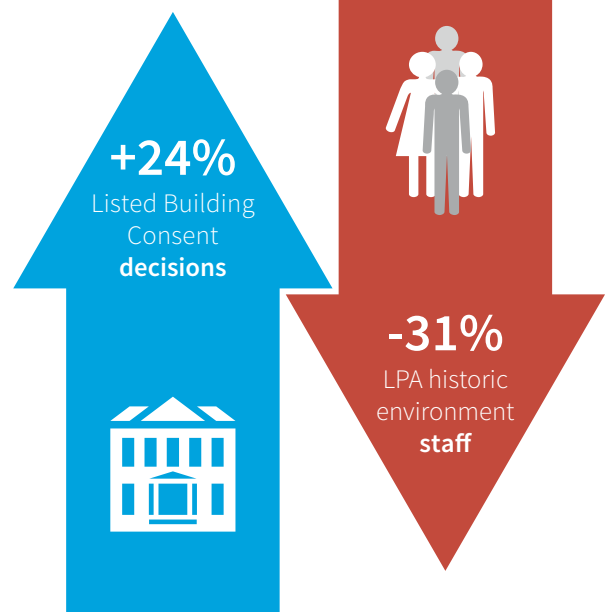 +24%
Listed Building
Consent
decisions
-31%
LPA historic
environment
staff